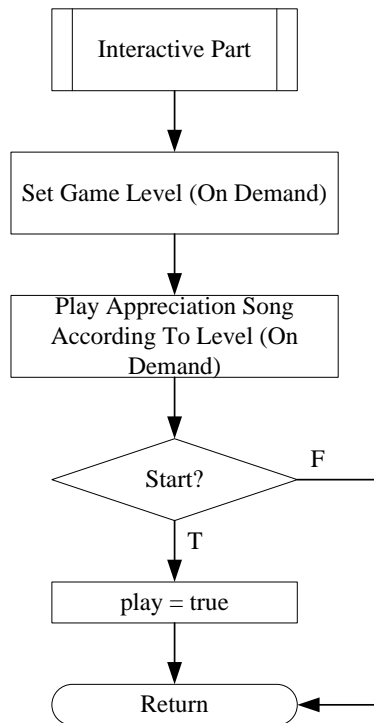 Interactive Part
Set Game Level (On Demand)
Play Appreciation Song
According To Level (On
Demand)
Start?
F
T
play = true
Return